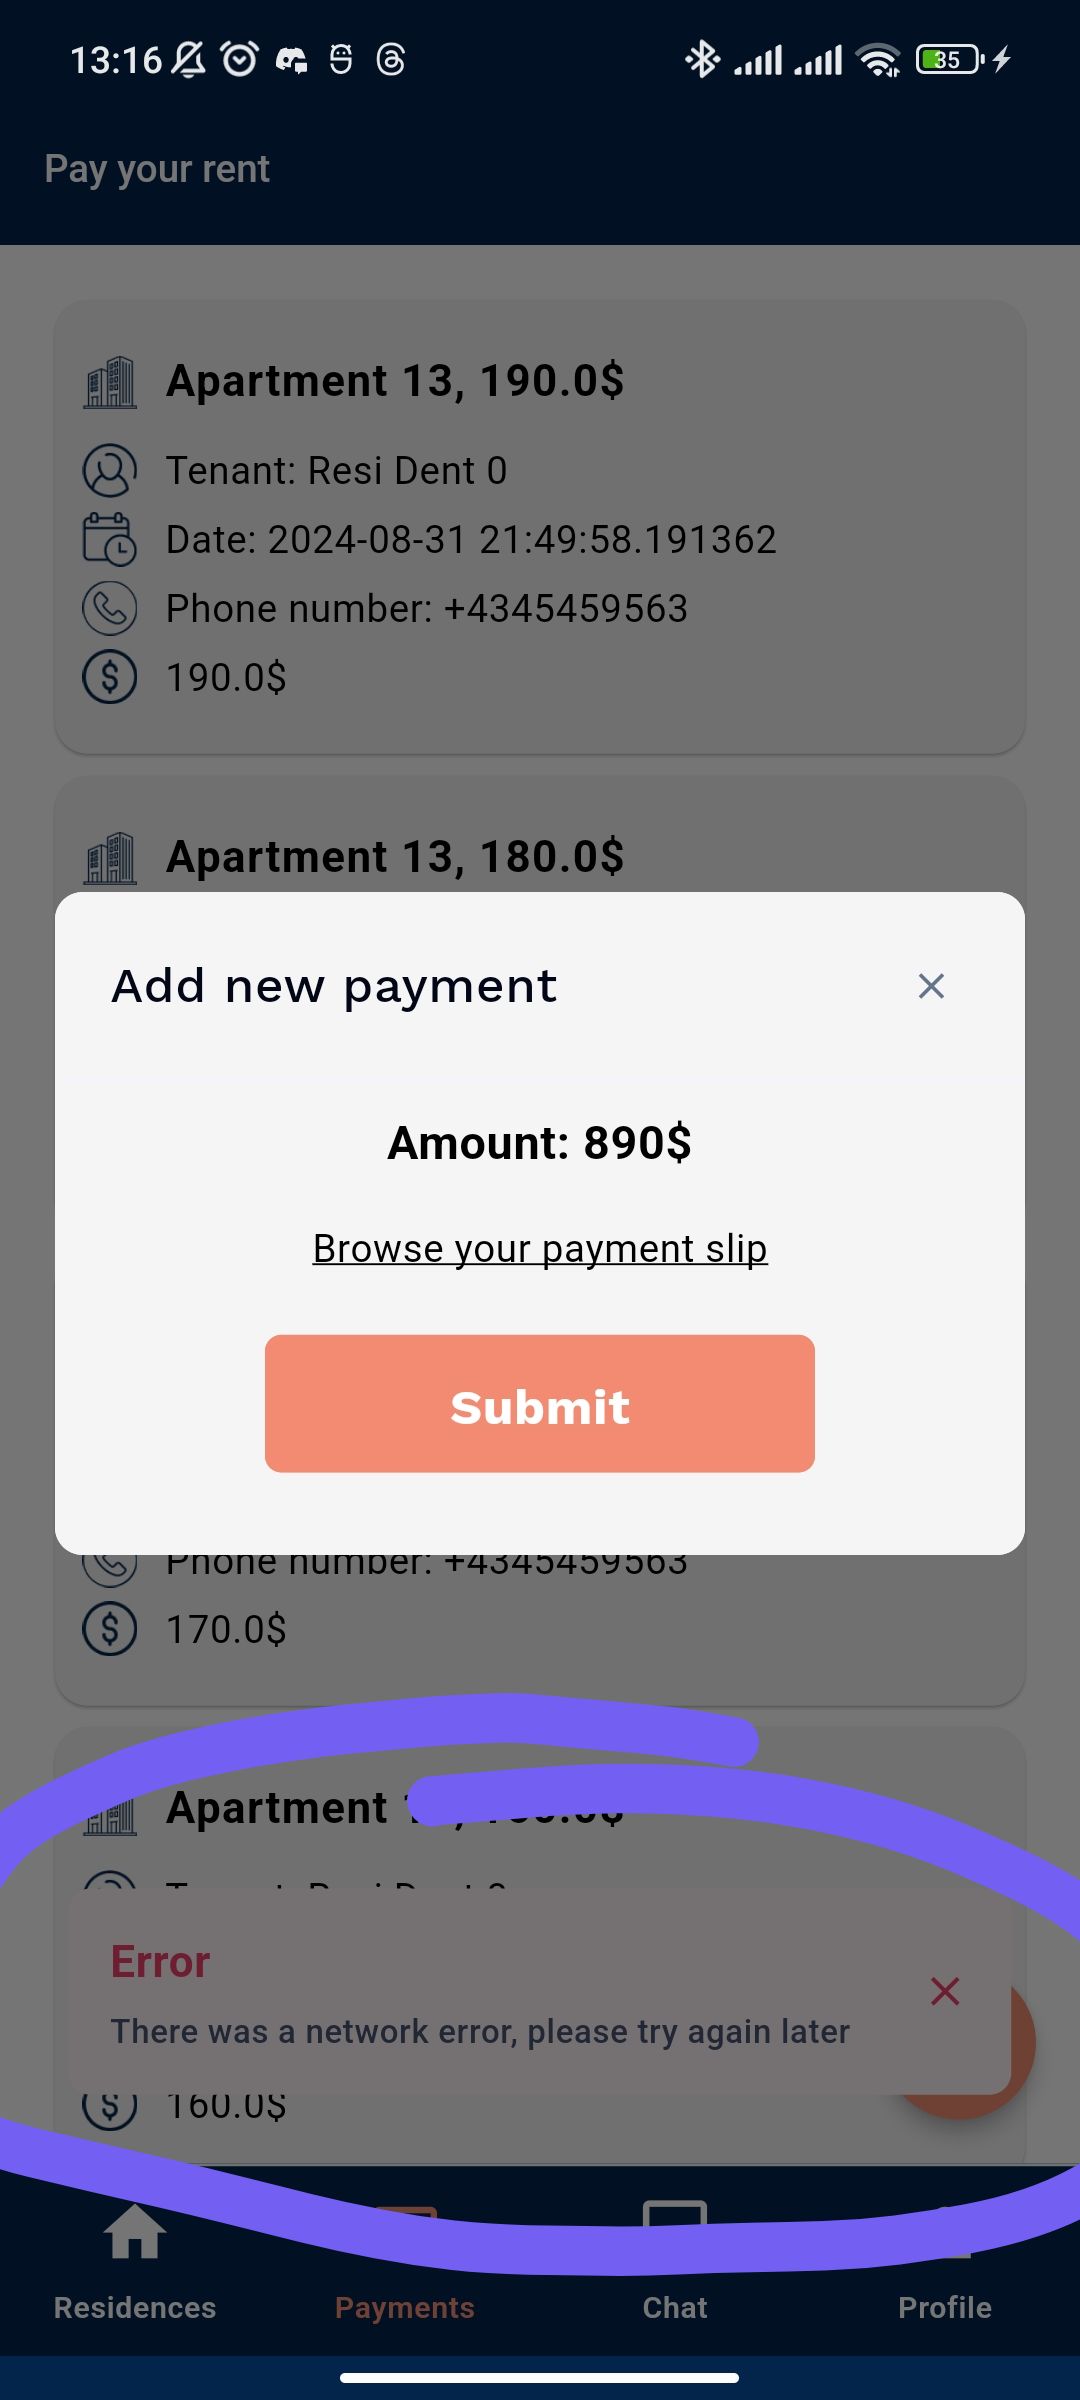 13:16
35
Pay your rent
Apartment 13, 190.0$
Tenant: Resi Dent 0
Date: 2024-08-31 21:49:58.191362
Phone number: +4345459563
190.0$
Apartment 13, 180.0$
Add new payment
Amount: 890$
Browse your payment slip
Submit
Phone number: +4345459563
170.0$
Apartment
Error
There was a network error, please try again later
160.0$
Residences
Payments
Chat
Profile